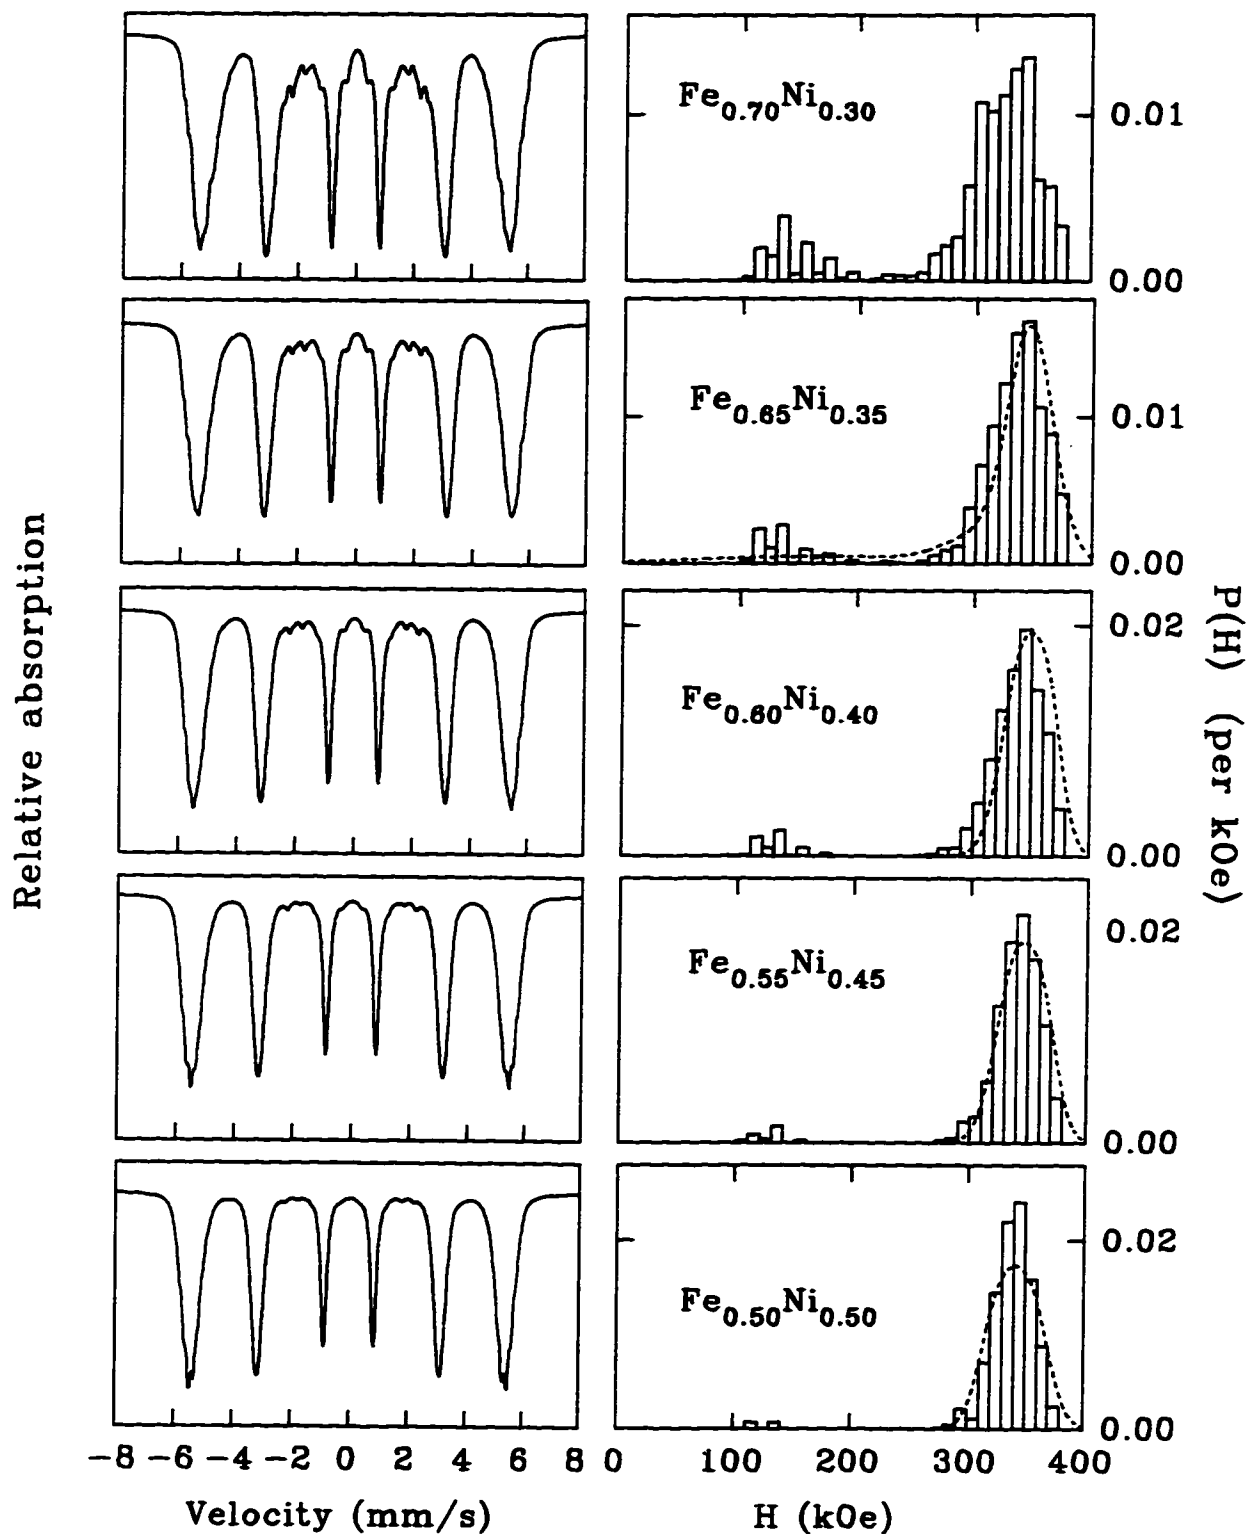 Relative absorption
Fe0.70Ni0.30
0.01
0.00
Fe0.65Ni0.35
0.01
0.00
Fe0.60Ni0.40
0.02
0.00
Fe0.55Ni0.45
0.02
0.00
Fe0.50Ni0.50
0.02
0.00
P(H) (per kOe)
-8 -6 -4 -2 0 2 4 6 8
Velocity (mm/s)
0 100 200 300 400
H (kOe)